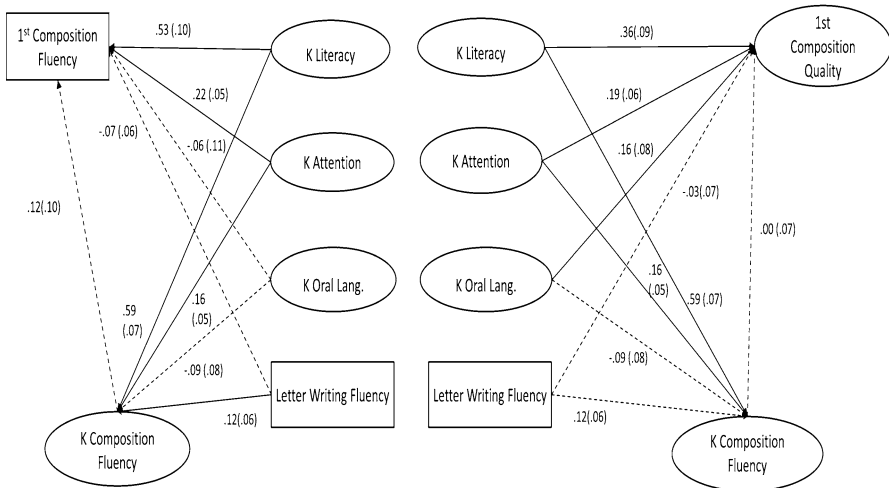 1st Composition
Fluency
.53 (.10)
K Literacy
.22 (.05)
-.07 (.06)
-.06 (.11)
K Attention
.12(.10)
K Oral Lang.
.59
(.07)
.16
(.05)
-.09 (.08)
Letter Writing Fluency
.12(.06)
K Composition
Fluency
K Literacy
.36(.09)
1st
Composition
Quality
.19 (.06)
K Attention
.16 (.08)
-.03(.07)
.00 (.07)
K Oral Lang.
.16
(.05)
.59 (.07)
-.09 (.08)
Letter Writing Fluency
.12(.06)
K Composition
Fluency